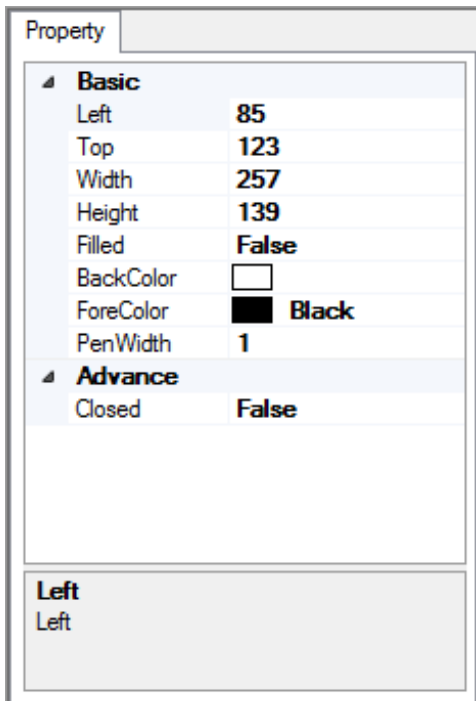 Property
Basic
Left 85
Top 123
Width 257
Height 139
Filled False
BackColor
ForeColor Black
PenWidth 1
Advance
Closed False
Left
Left